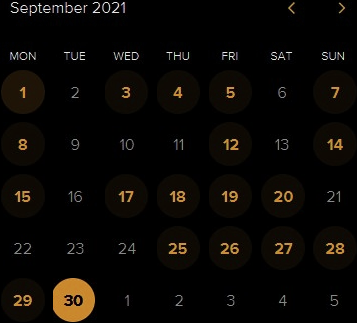 September 2021 < >
MON TUE WED THU FRI SAT SUN
1 2 3 4 5 6 7
8 9 10 11 12 13 14
15 16 17 18 19 20 21
22 23 24 25 26 27 28
29 30 1 2 3 4 5